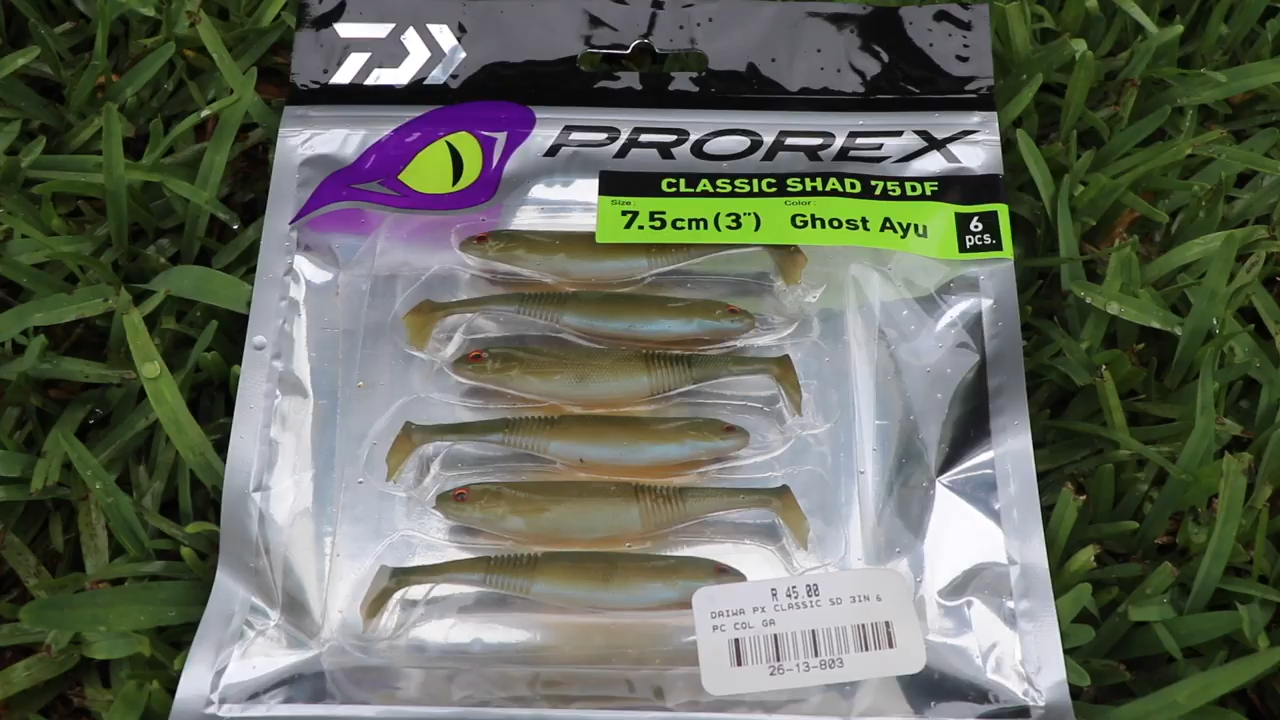 PROREX
CLASSIC SHAD 75DF
Size:
Color:
7.5cm (3")
Ghost Ayu
6
pcs.
R 45.00
DAIWA PX CLASSIC SD 3IN 6
PC COL GA
26-13-803